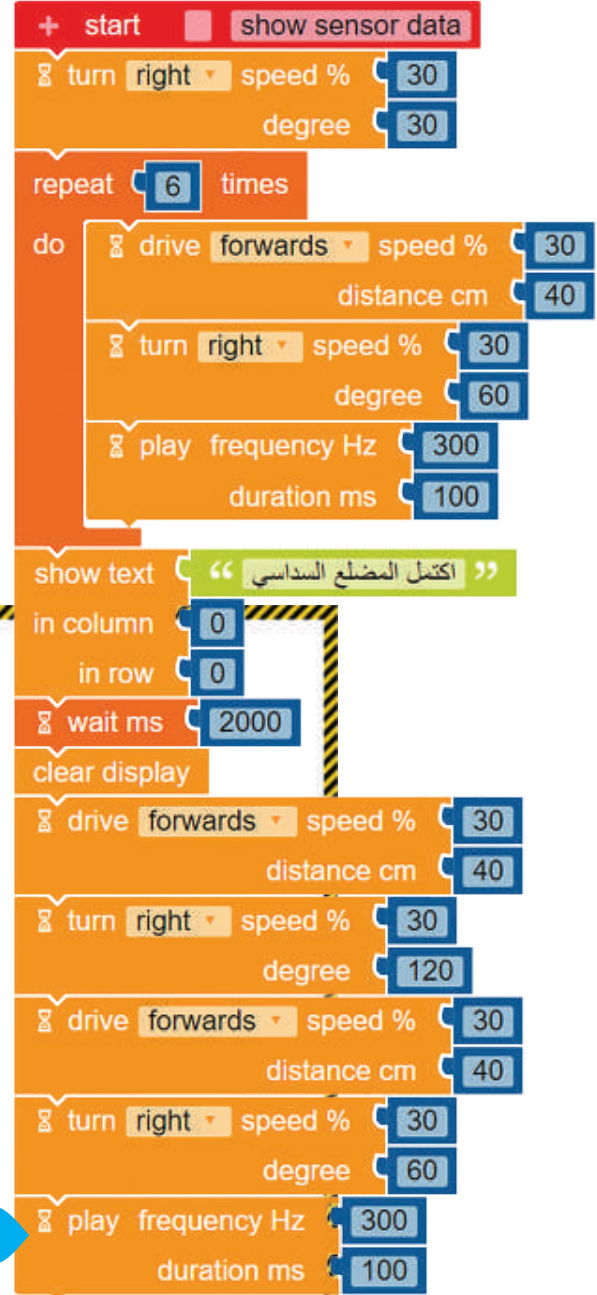 + start show sensor data
turn right speed % 30
degree 30
repeat 6 times
do drive forwards speed % 30
distance cm 40
turn right speed % 30
degree 60
play frequency Hz 300
duration ms 100
show text “ اكتمل المضلع السداسي ”
in column 0
in row 0
wait ms 2000
clear display
drive forwards speed % 30
distance cm 40
turn right speed % 30
degree 120
drive forwards speed % 30
distance cm 40
turn right speed % 30
degree 60
play frequency Hz 300
duration ms 100